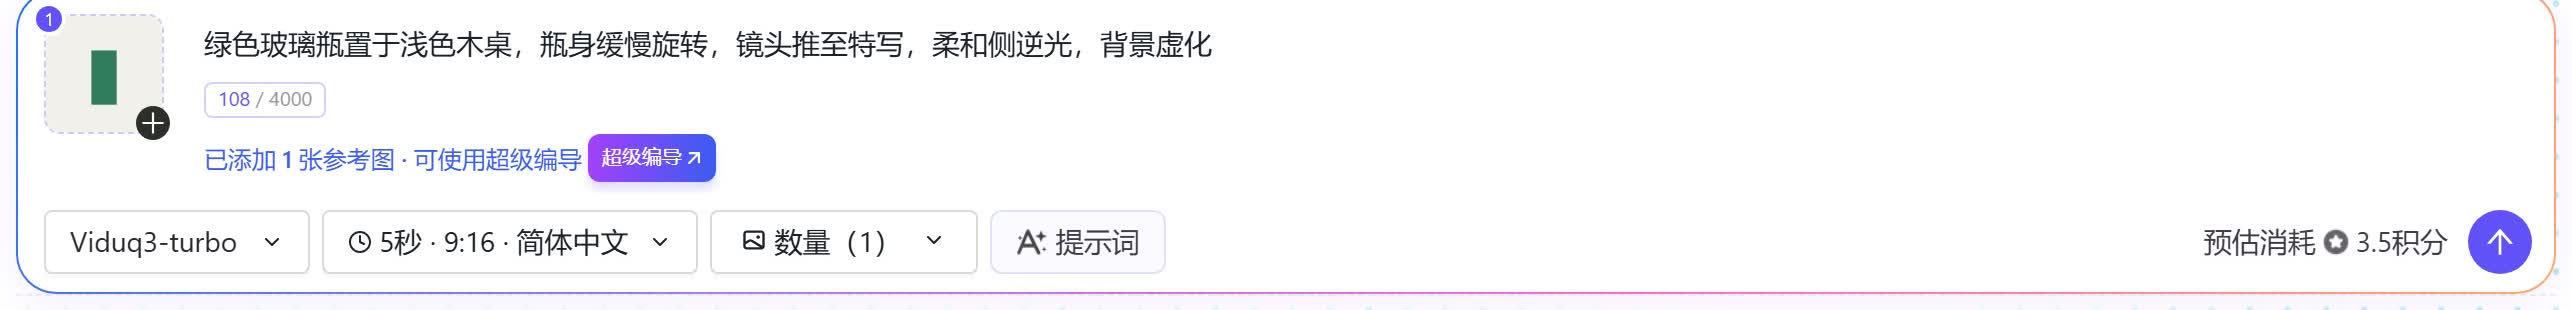 1
绿色玻璃瓶置于浅色木桌，瓶身缓慢旋转，镜头推至特写，柔和侧逆光，背景虚化
108 / 4000
已添加 1 张参考图 · 可使用超级编导 超级编导
Viduq3-turbo 5秒 · 9:16 · 简体中文 数量（1） 提示词 预估消耗 3.5积分